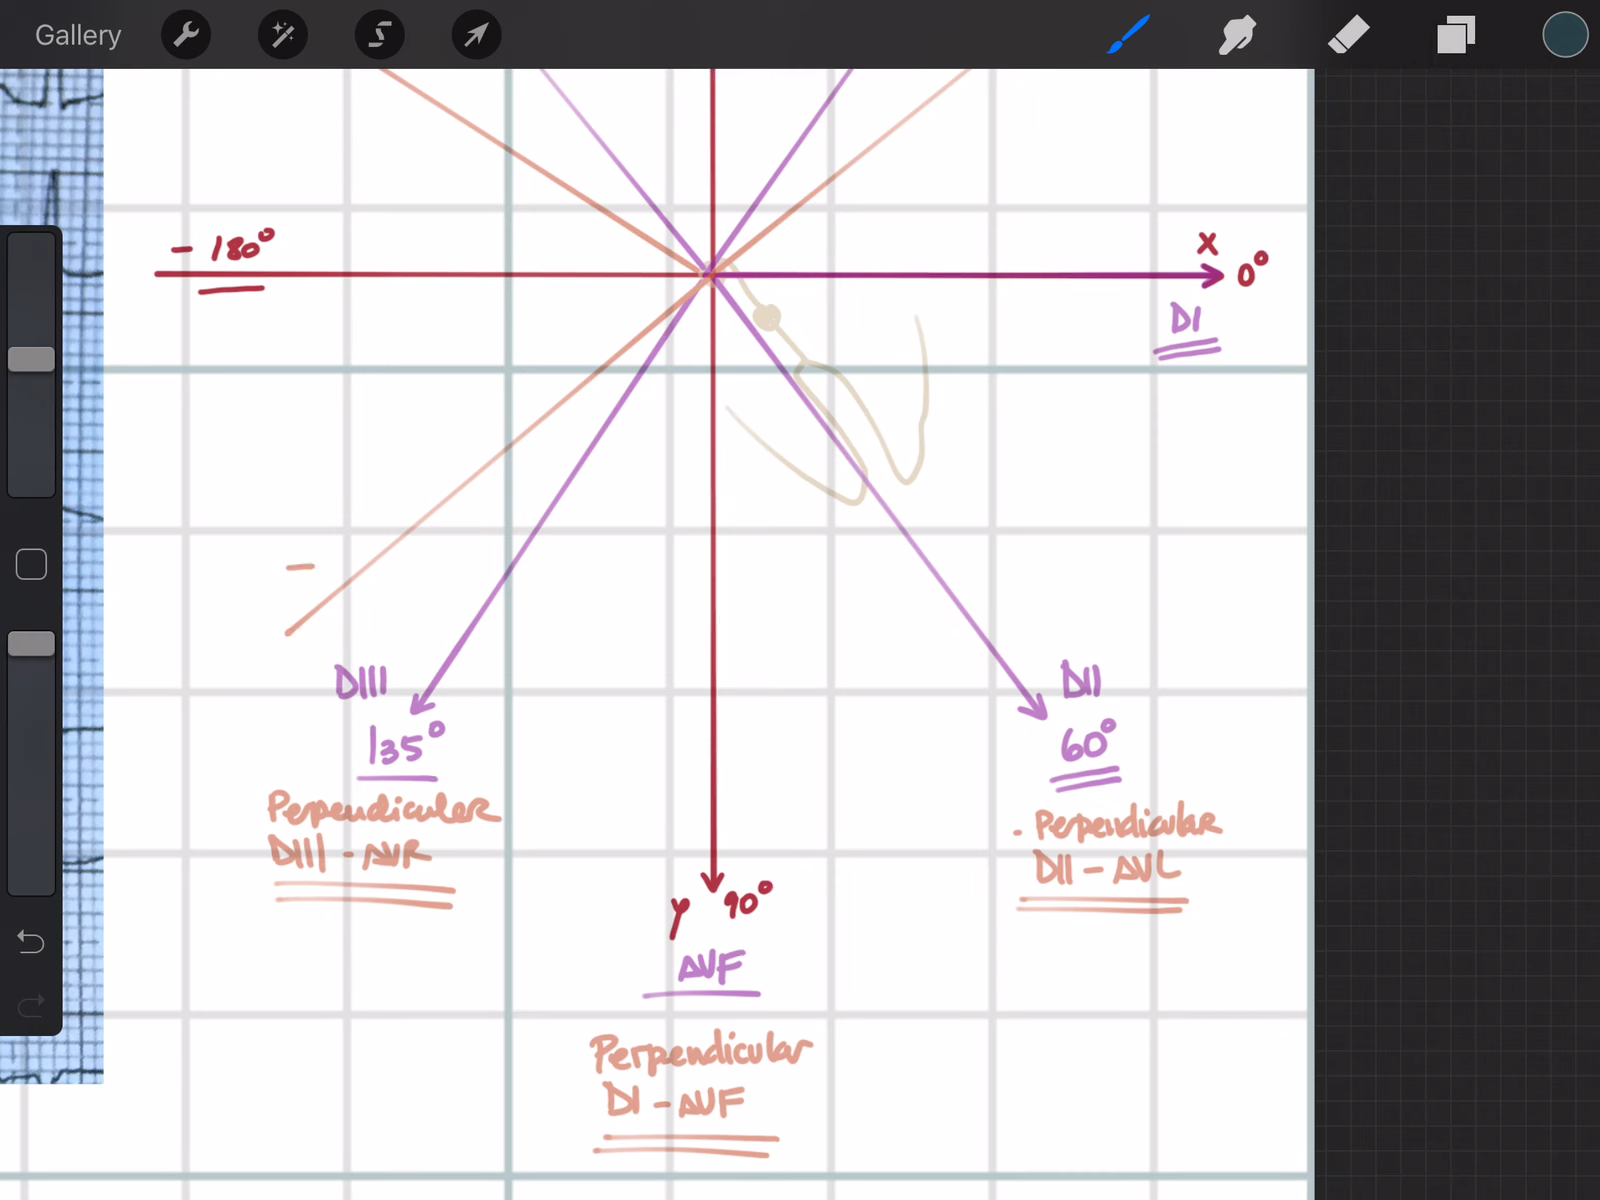 Gallery
- 180°
X
0°
DI
DIII
135°
Perpendicular
DIII - AVR
DII
60°
. Perpendicular
DII - AVL
y 90°
AVF
Perpendicular
DI - AVF